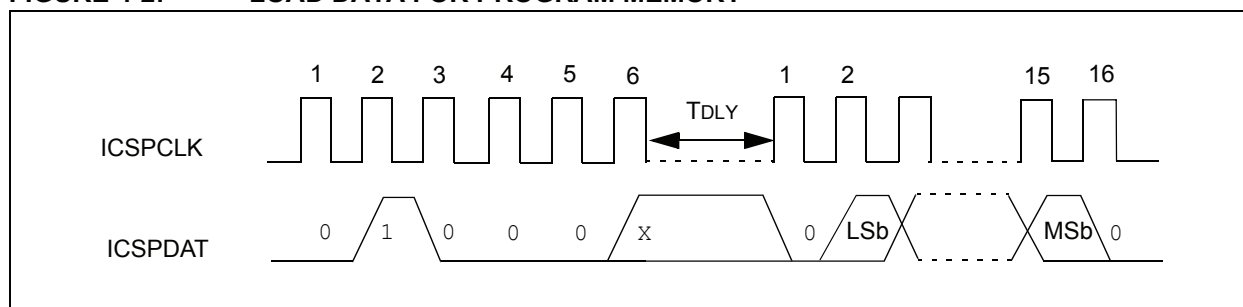 FIGURE 4-2: LOAD DATA FOR PROGRAM MEMORY
1 2 3 4 5 6 1 2 15 16
TDLY
ICSPCLK
ICSPDAT 0 1 0 0 0 x 0 LSb MSb 0